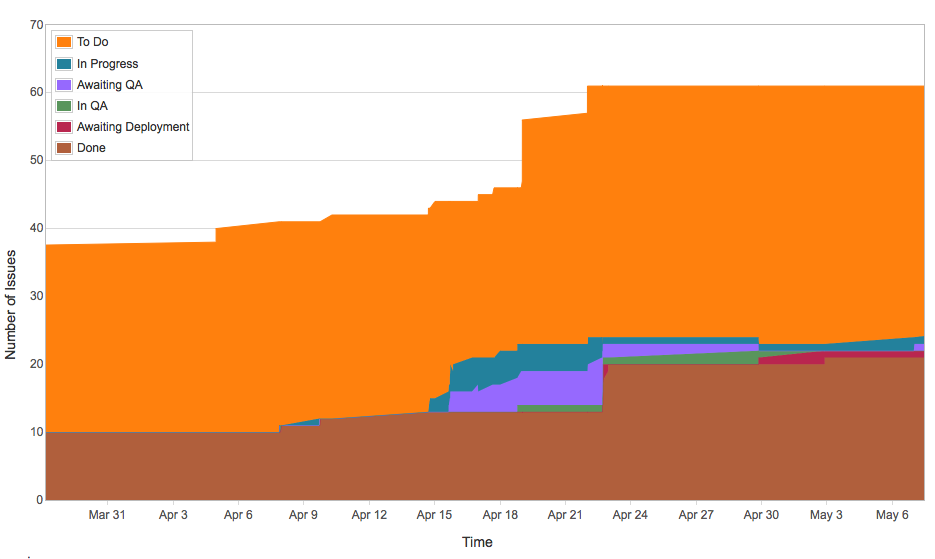 70
60
50
40
30
20
10
0
Number of Issues
To Do
In Progress
Awaiting QA
In QA
Awaiting Deployment
Done
Mar 31 Apr 3 Apr 6 Apr 9 Apr 12 Apr 15 Apr 18 Apr 21 Apr 24 Apr 27 Apr 30 May 3 May 6
Time